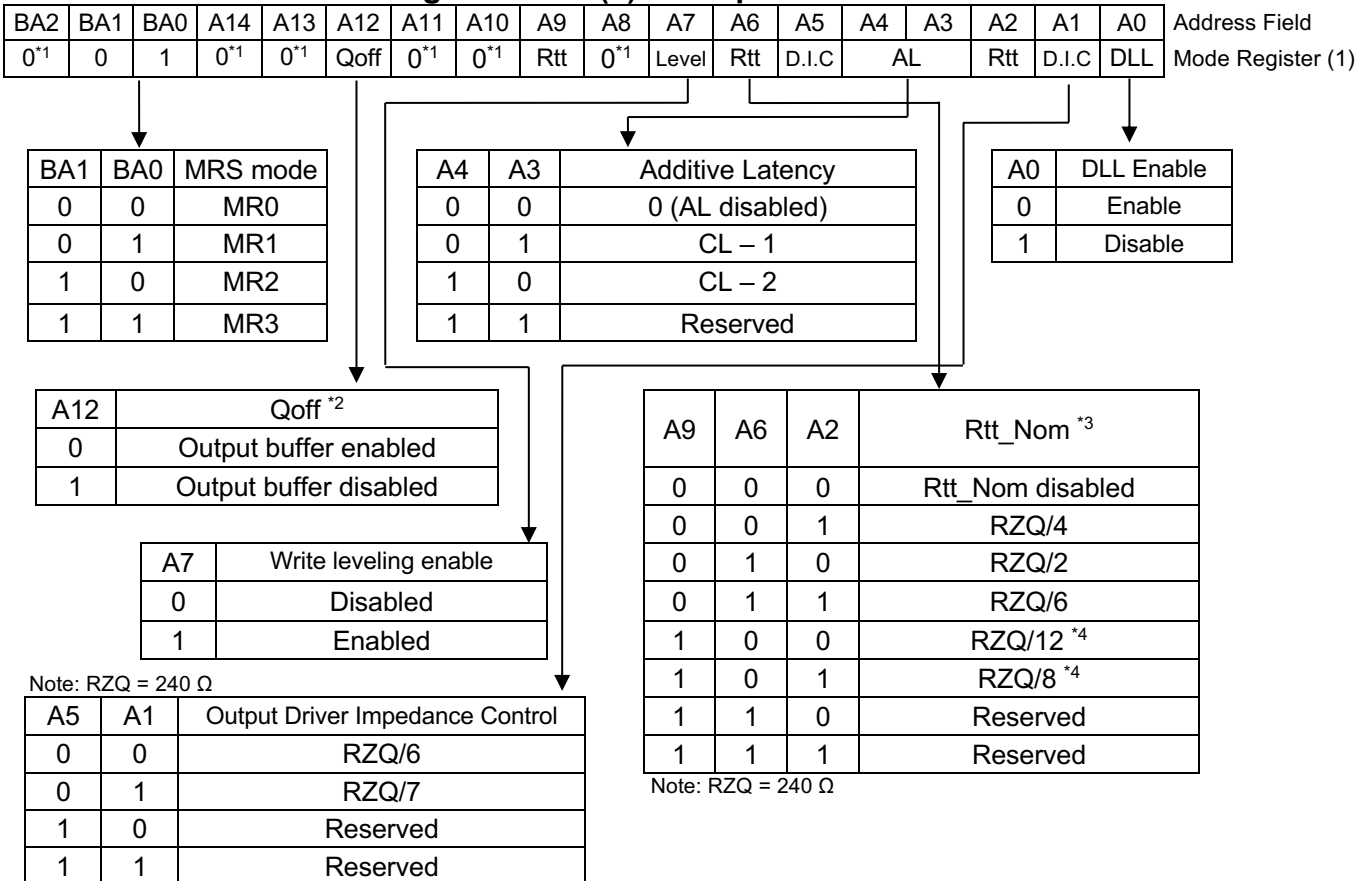 BA2 BA1 BA0 A14 A13 A12 A11 A10 A9 A8 A7 A6 A5 A4 A3 A2 A1 A0 Address Field
0*1 0 1 0*1 0*1 Qoff 0*1 0*1 Rtt 0*1 Level Rtt D.I.C AL Rtt D.I.C DLL Mode Register (1)
BA1 BA0 MRS mode
0 0 MR0
0 1 MR1
1 0 MR2
1 1 MR3
A4 A3 Additive Latency
0 0 0 (AL disabled)
0 1 CL – 1
1 0 CL – 2
1 1 Reserved
A0 DLL Enable
0 Enable
1 Disable
A12 Qoff *2
0 Output buffer enabled
1 Output buffer disabled
A7 Write leveling enable
0 Disabled
1 Enabled
Note: RZQ = 240 Ω
A5 A1 Output Driver Impedance Control
0 0 RZQ/6
0 1 RZQ/7
1 0 Reserved
1 1 Reserved
A9 A6 A2 Rtt_Nom *3
0 0 0 Rtt_Nom disabled
0 0 1 RZQ/4
0 1 0 RZQ/2
0 1 1 RZQ/6
1 0 0 RZQ/12 *4
1 0 1 RZQ/8 *4
1 1 0 Reserved
1 1 1 Reserved
Note: RZQ = 240 Ω